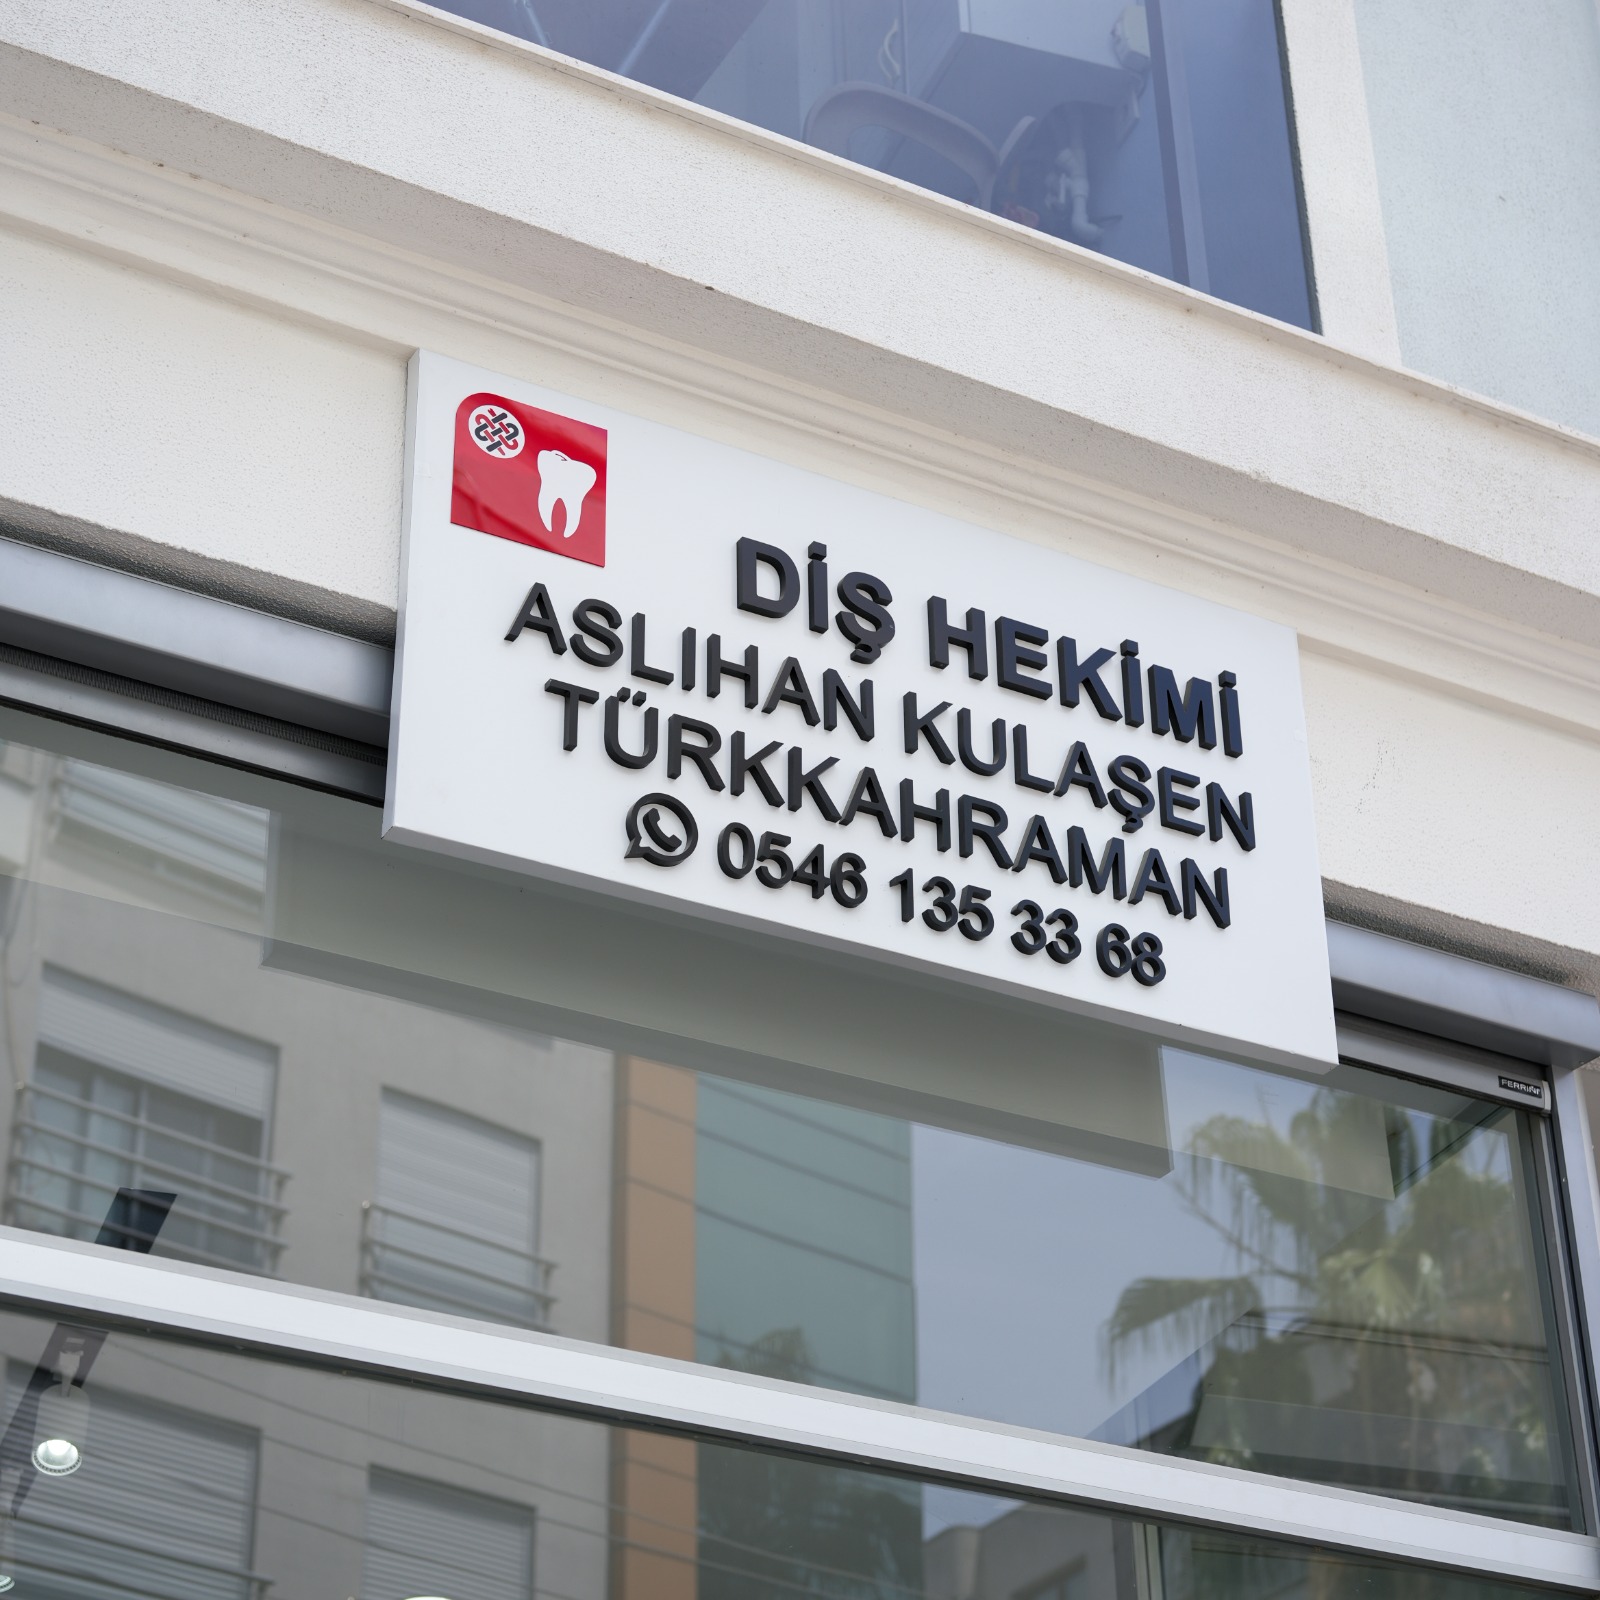 DİŞ HEKİMİ
ASLIHAN KULAŞEN
TÜRKKAHRAMAN
0546 135 33 68